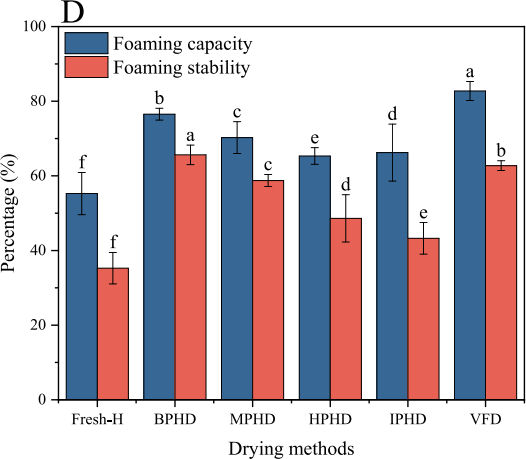 D
Foaming capacity
Foaming stability
Percentage (%)
100
80
60
40
20
0
f
f
b
a
c
c
e
d
d
e
a
b
Fresh-H BPHD MPHD HPHD IPHD VFD
Drying methods